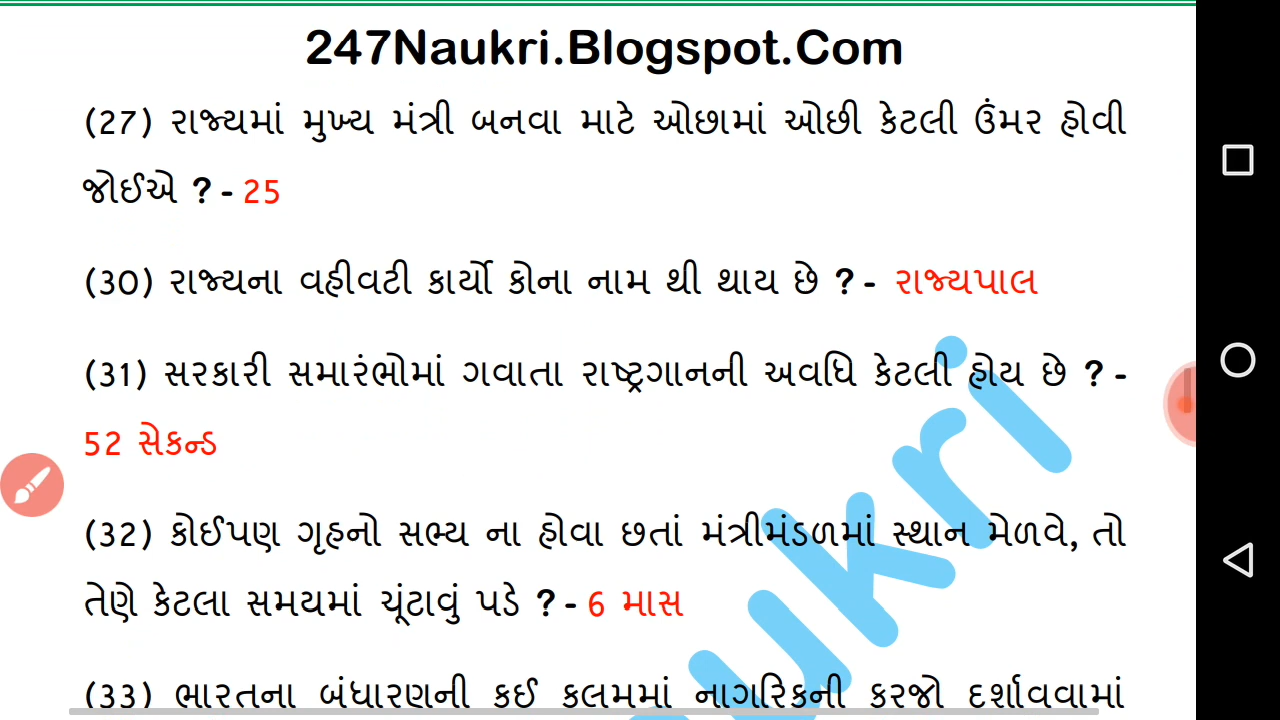 247Naukri.Blogspot.Com
(27) રાજ્યમાં મુખ્ય મંત્રી બનવા માટે ઓછામાં ઓછી કેટલી ઉંમર હોવી
જોઈએ ? - 25
(30) રાજ્યના વહીવટી કાર્યો કોના નામ થી થાય છે ? - રાજ્યપાલ
(31) સરકારી સમારંભોમાં ગવાતા રાષ્ટ્રગાનની અવધિ કેટલી હોય છે ? -
52 સેકન્ડ
(32) કોઈપણ ગૃહનો સભ્ય ના હોવા છતાં મંત્રીમંડળમાં સ્થાન મેળવે, તો
તેણે કેટલા સમયમાં ચૂંટાવું પડે ? - 6 માસ
(33) ભારતના બંધારણની કઈ કલમમાં નાગરિકની ફરજો દર્શાવવામાં
ukri